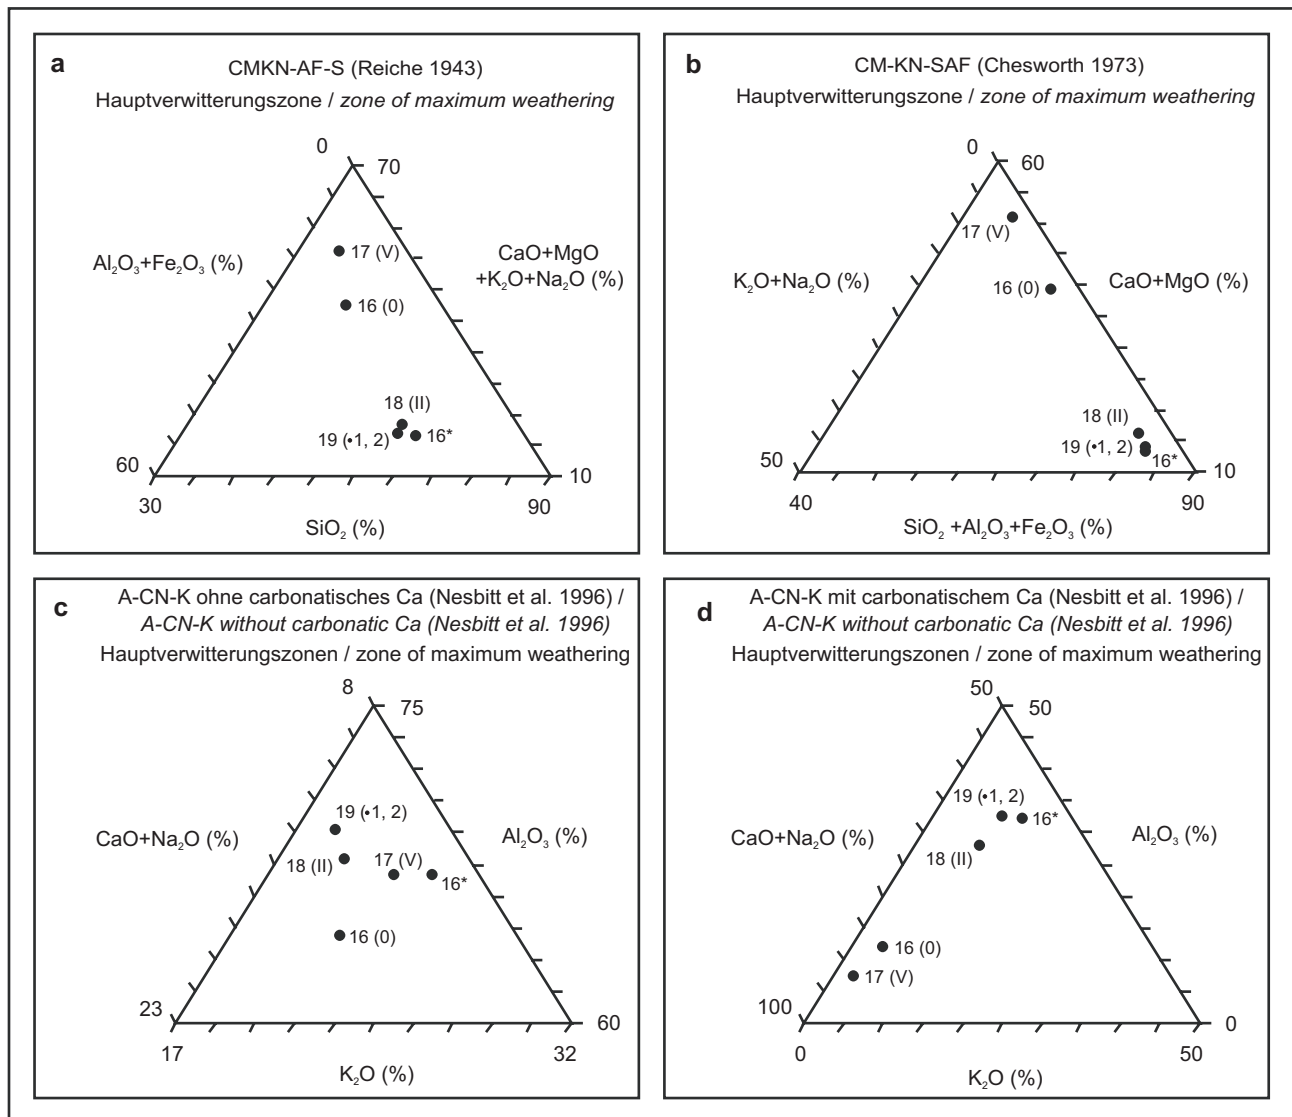 a
CMKN-AF-S (Reiche 1943)
Hauptverwitterungszone / zone of maximum weathering
0
70
Al₂O₃+Fe₂O₃ (%)
CaO+MgO
+K₂O+Na₂O (%)
17 (V)
16 (0)
18 (II)
19 (•1, 2)
16*
60
10
30
90
SiO₂ (%)
b
CM-KN-SAF (Chesworth 1973)
Hauptverwitterungszone / zone of maximum weathering
0
60
17 (V)
K₂O+Na₂O (%)
16 (0)
CaO+MgO (%)
18 (II)
19 (•1, 2)
16*
50
10
40
90
SiO₂ +Al₂O₃+Fe₂O₃ (%)
c
A-CN-K ohne carbonatisches Ca (Nesbitt et al. 1996) /
A-CN-K without carbonatic Ca (Nesbitt et al. 1996)
Hauptverwitterungszonen / zone of maximum weathering
8
75
19 (•1, 2)
CaO+Na₂O (%)
Al₂O₃ (%)
18 (II)
17 (V)
16*
16 (0)
23
60
17
32
K₂O (%)
d
A-CN-K mit carbonatischem Ca (Nesbitt et al. 1996) /
A-CN-K without carbonatic Ca (Nesbitt et al. 1996)
Hauptverwitterungszonen / zone of maximum weathering
50
50
19 (•1, 2)
16*
CaO+Na₂O (%)
Al₂O₃ (%)
18 (II)
16 (0)
17 (V)
100
0
0
50
K₂O (%)